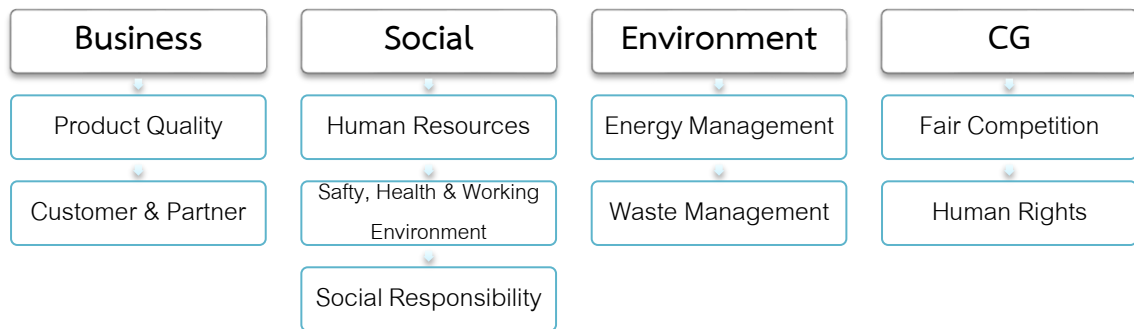 Business
Product Quality
Customer & Partner
Social
Human Resources
Safty, Health & Working
Environment
Social Responsibility
Environment
Energy Management
Waste Management
CG
Fair Competition
Human Rights